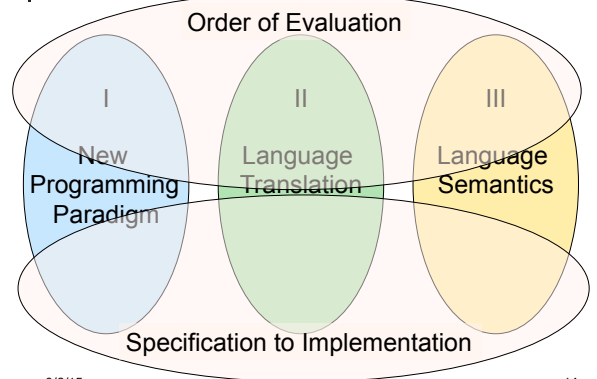 Order of Evaluation
I
II
III
New
Programming
Paradigm
Language
Translation
Language
Semantics
Specification to Implementation